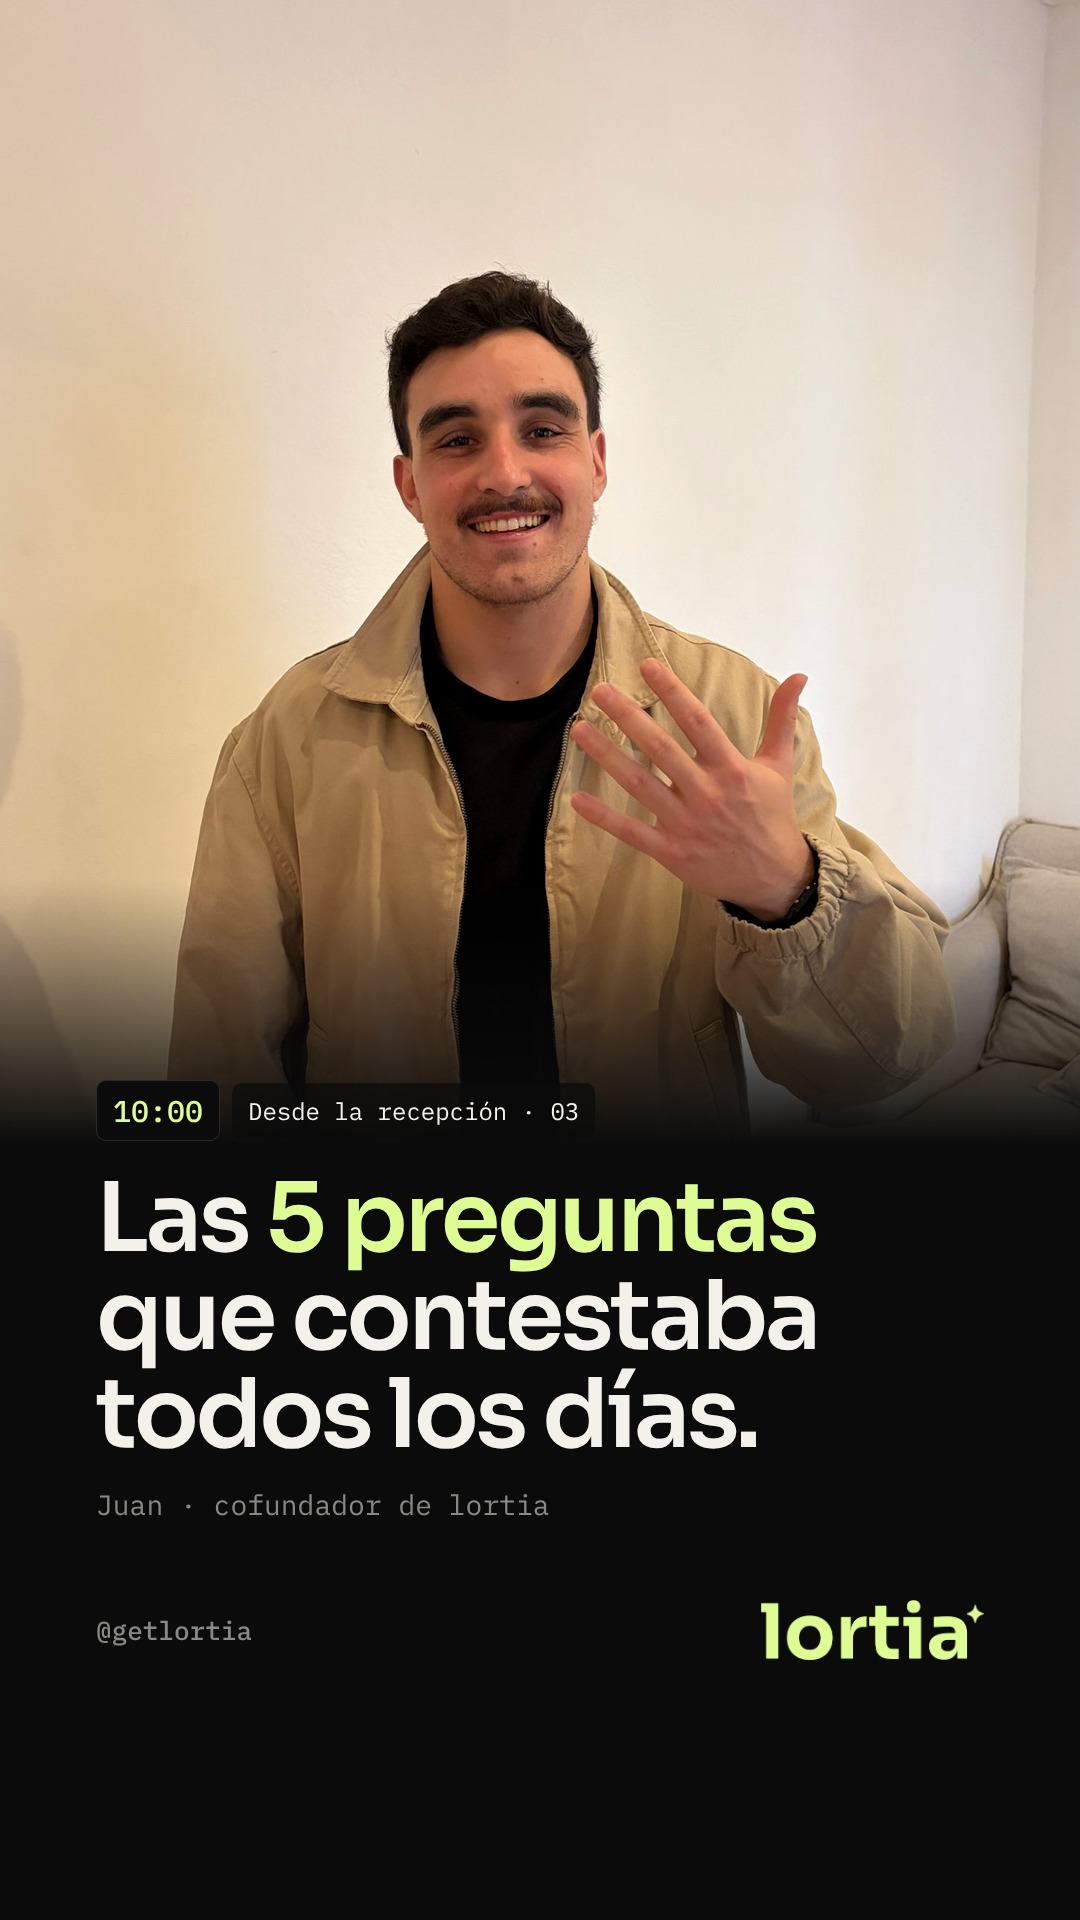 10:00
Desde la recepción · 03
Las 5 preguntas
que contestaba
todos los días.
Juan · cofundador de lortia
@getlortia
lortia